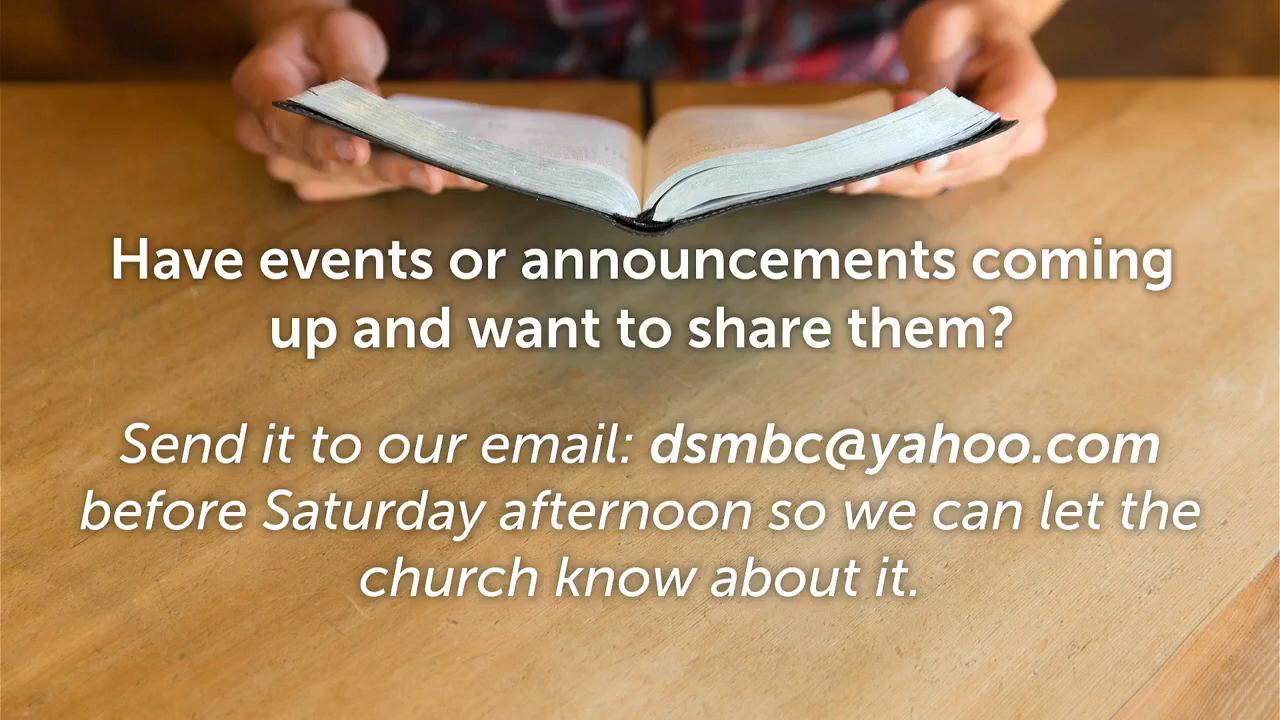 Have events or announcements coming
up and want to share them?
Send it to our email: dsmbc@yahoo.com
before Saturday afternoon so we can let the
church know about it.